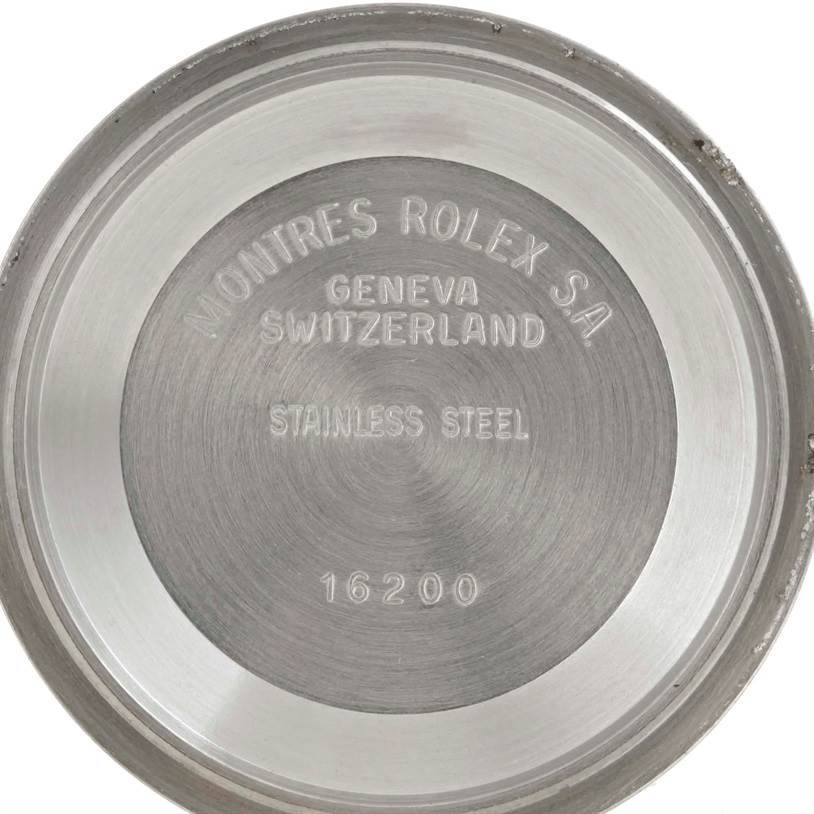 MONTRES ROLEX S.A.
GENEVA
SWITZERLAND
STAINLESS STEEL
16200